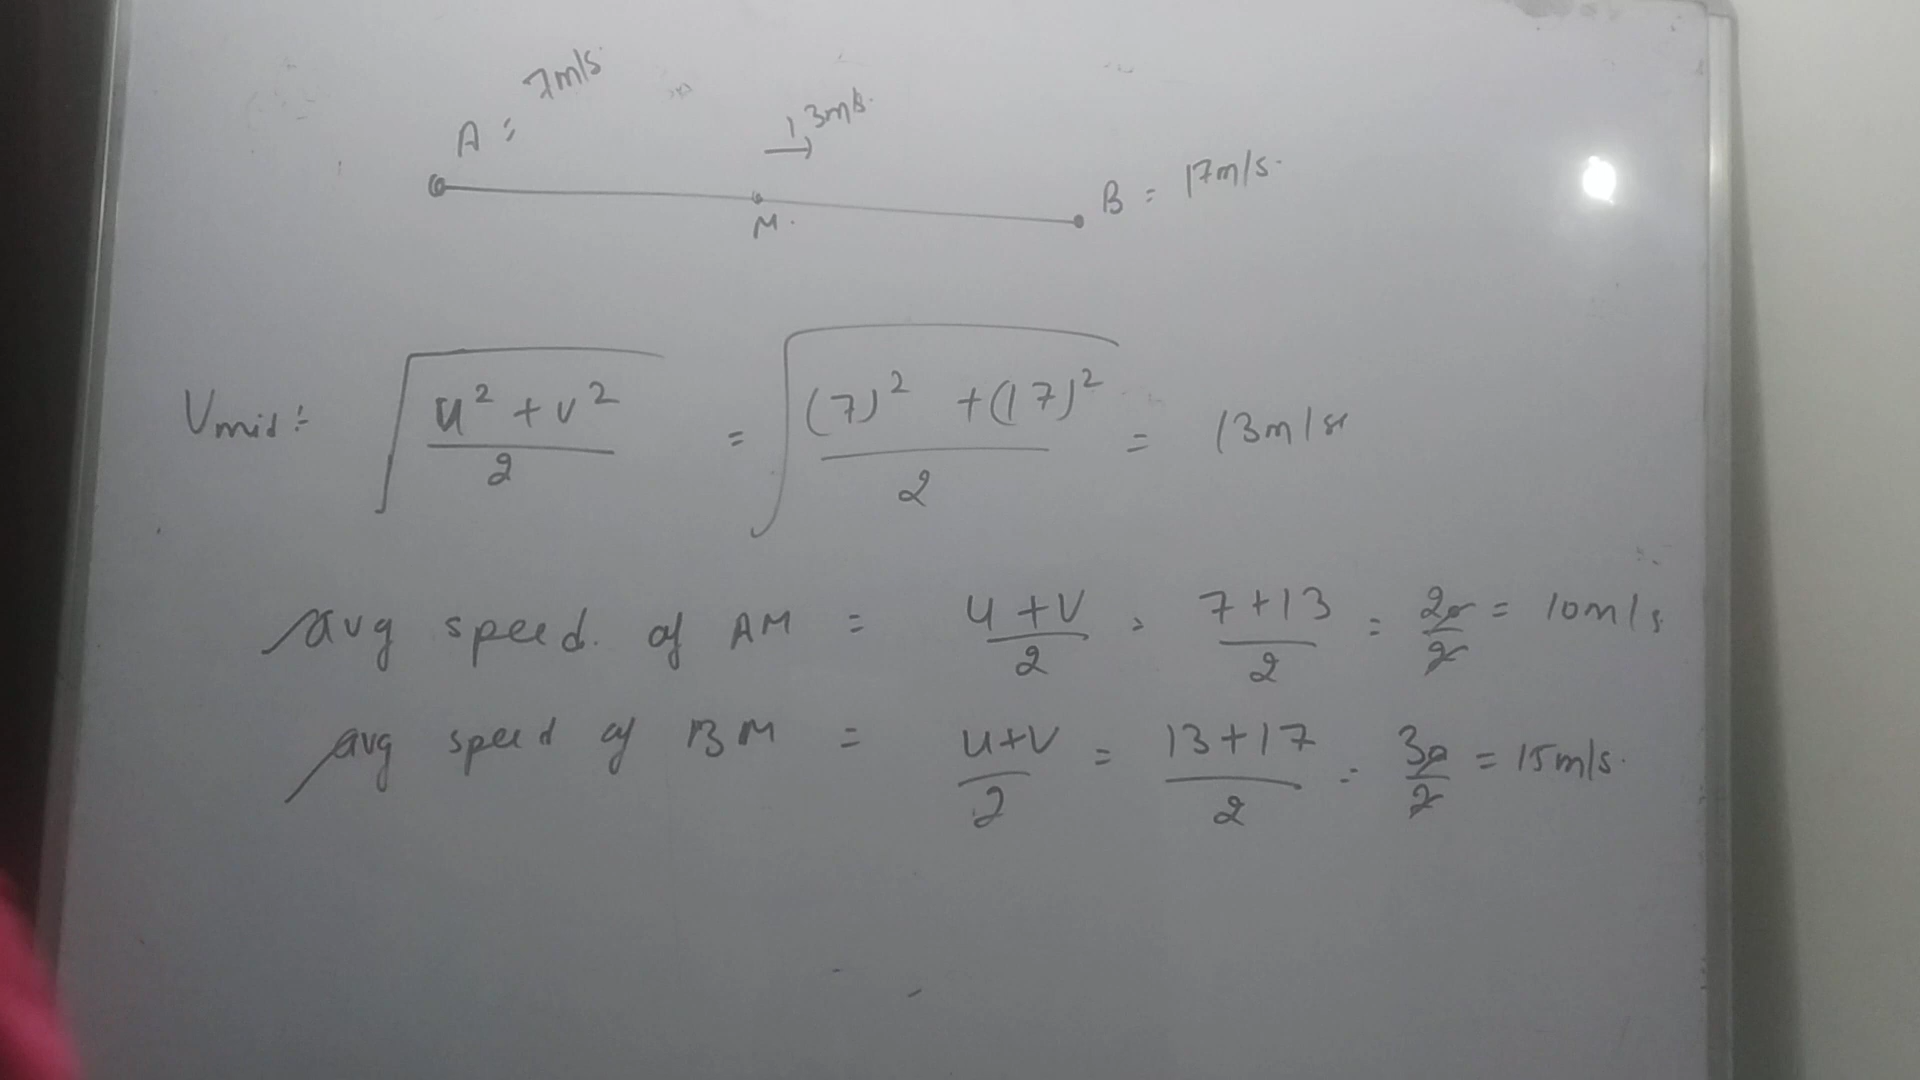 7m/s.
A :
13m/s.
M.
B = 17m/s.
Vmid: √((u² + v²)/2) = √(((7)² + (17)²)/2) = 13m/s
avg speed. of AM = (u+v)/2 = (7+13)/2 = 20/2 = 10m/s
avg speed of BM = (u+v)/2 = (13+17)/2 = 30/2 = 15m/s.